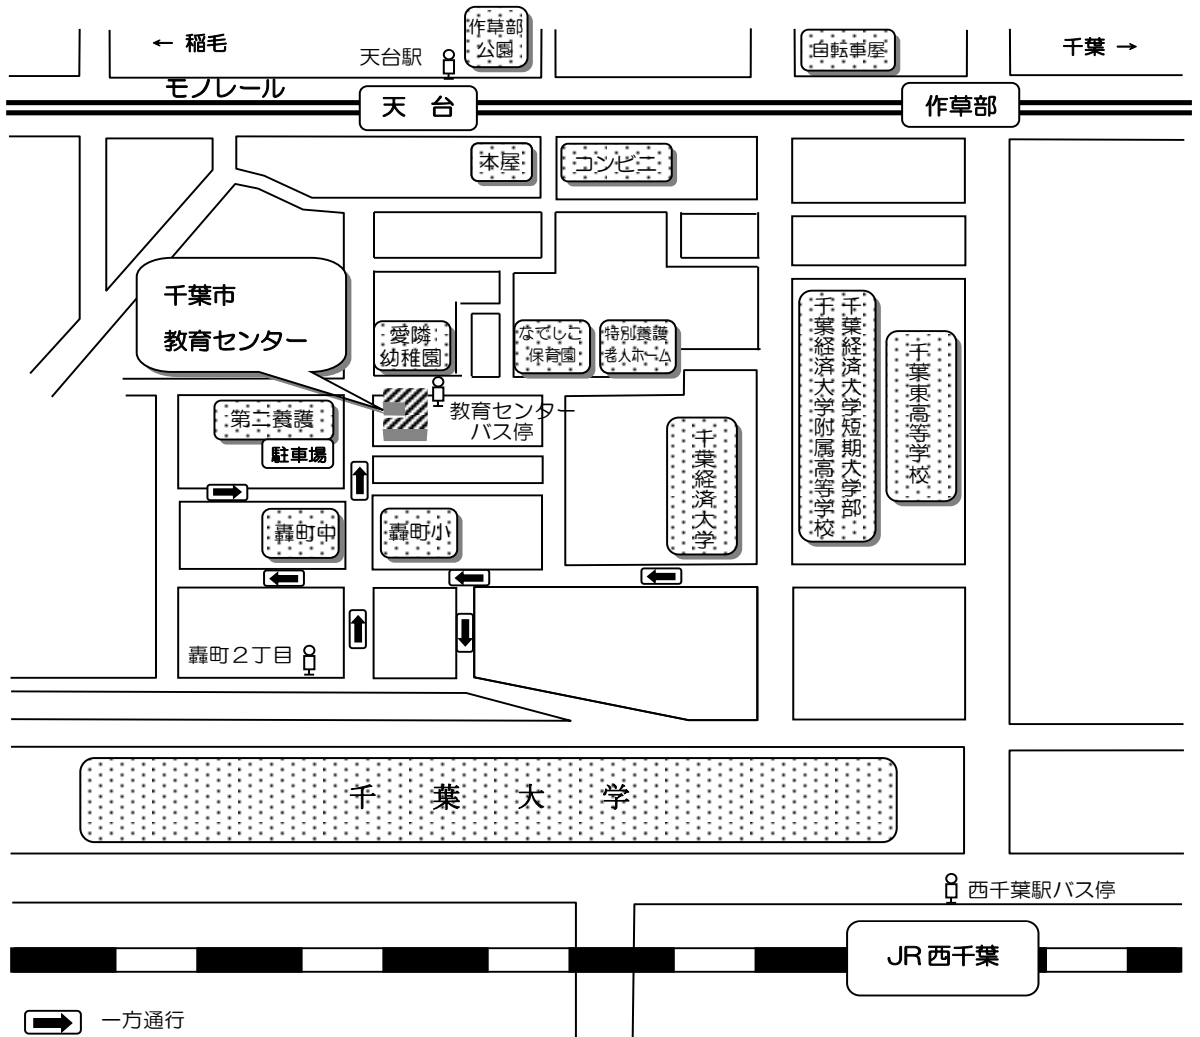 ← 稲毛
天台駅
作草部
公園
自転車屋
千葉 →
モノレール
天 台
作草部
本屋
コンビニ
千葉市
教育センター
愛隣
幼稚園
なでしこ
保育園
特別養護
老人ホーム
千葉経済大学短期大学部
千葉経済大学附属高等学校
千葉東高等学校
教育センター
バス停
第二養護
駐車場
千葉経済大学
轟町中
轟町小
轟町2丁目
千 葉 大 学
西千葉駅バス停
JR 西千葉
一方通行